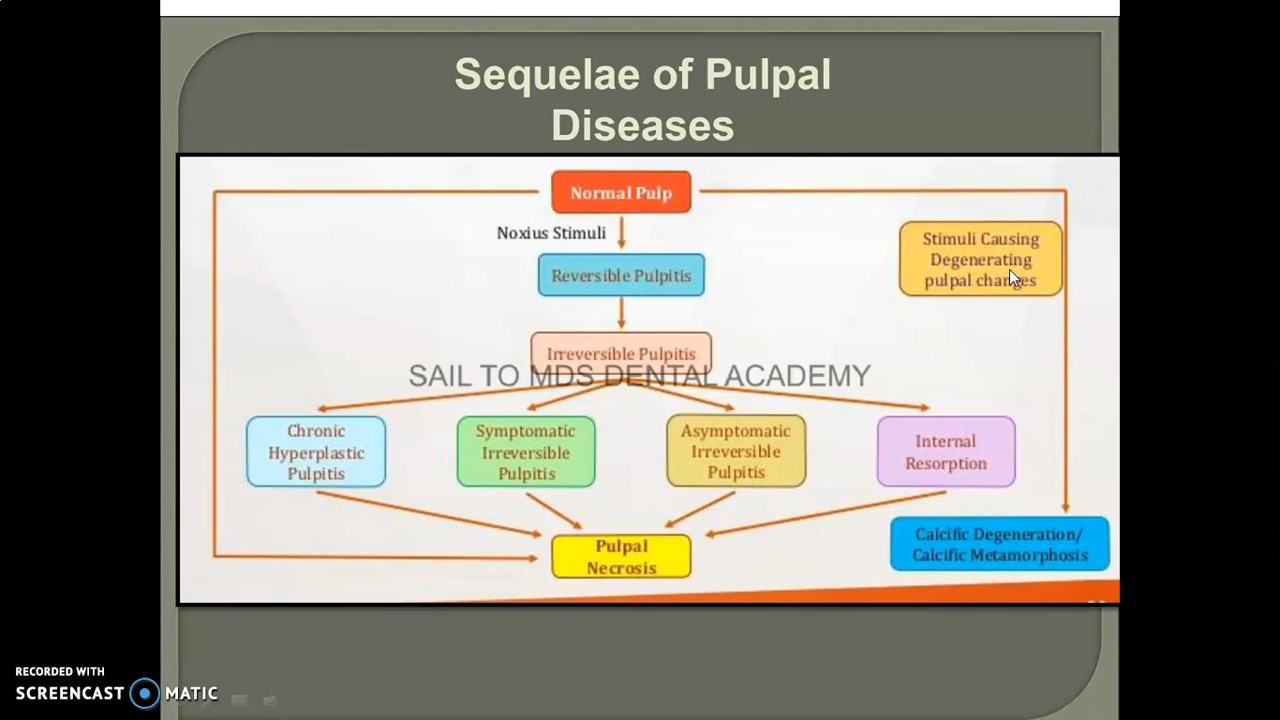 Sequelae of Pulpal
Diseases
Normal Pulp
Noxius Stimuli
Stimuli Causing
Degenerating
pulpal changes
Reversible Pulpitis
Irreversible Pulpitis
SAIL TO MDS DENTAL ACADEMY
Chronic
Hyperplastic
Pulpitis
Symptomatic
Irreversible
Pulpitis
Asymptomatic
Irreversible
Pulpitis
Internal
Resorption
Pulpal
Necrosis
Calcific Degeneration/
Calcific Metamorphosis
RECORDED WITH
SCREENCAST MATIC